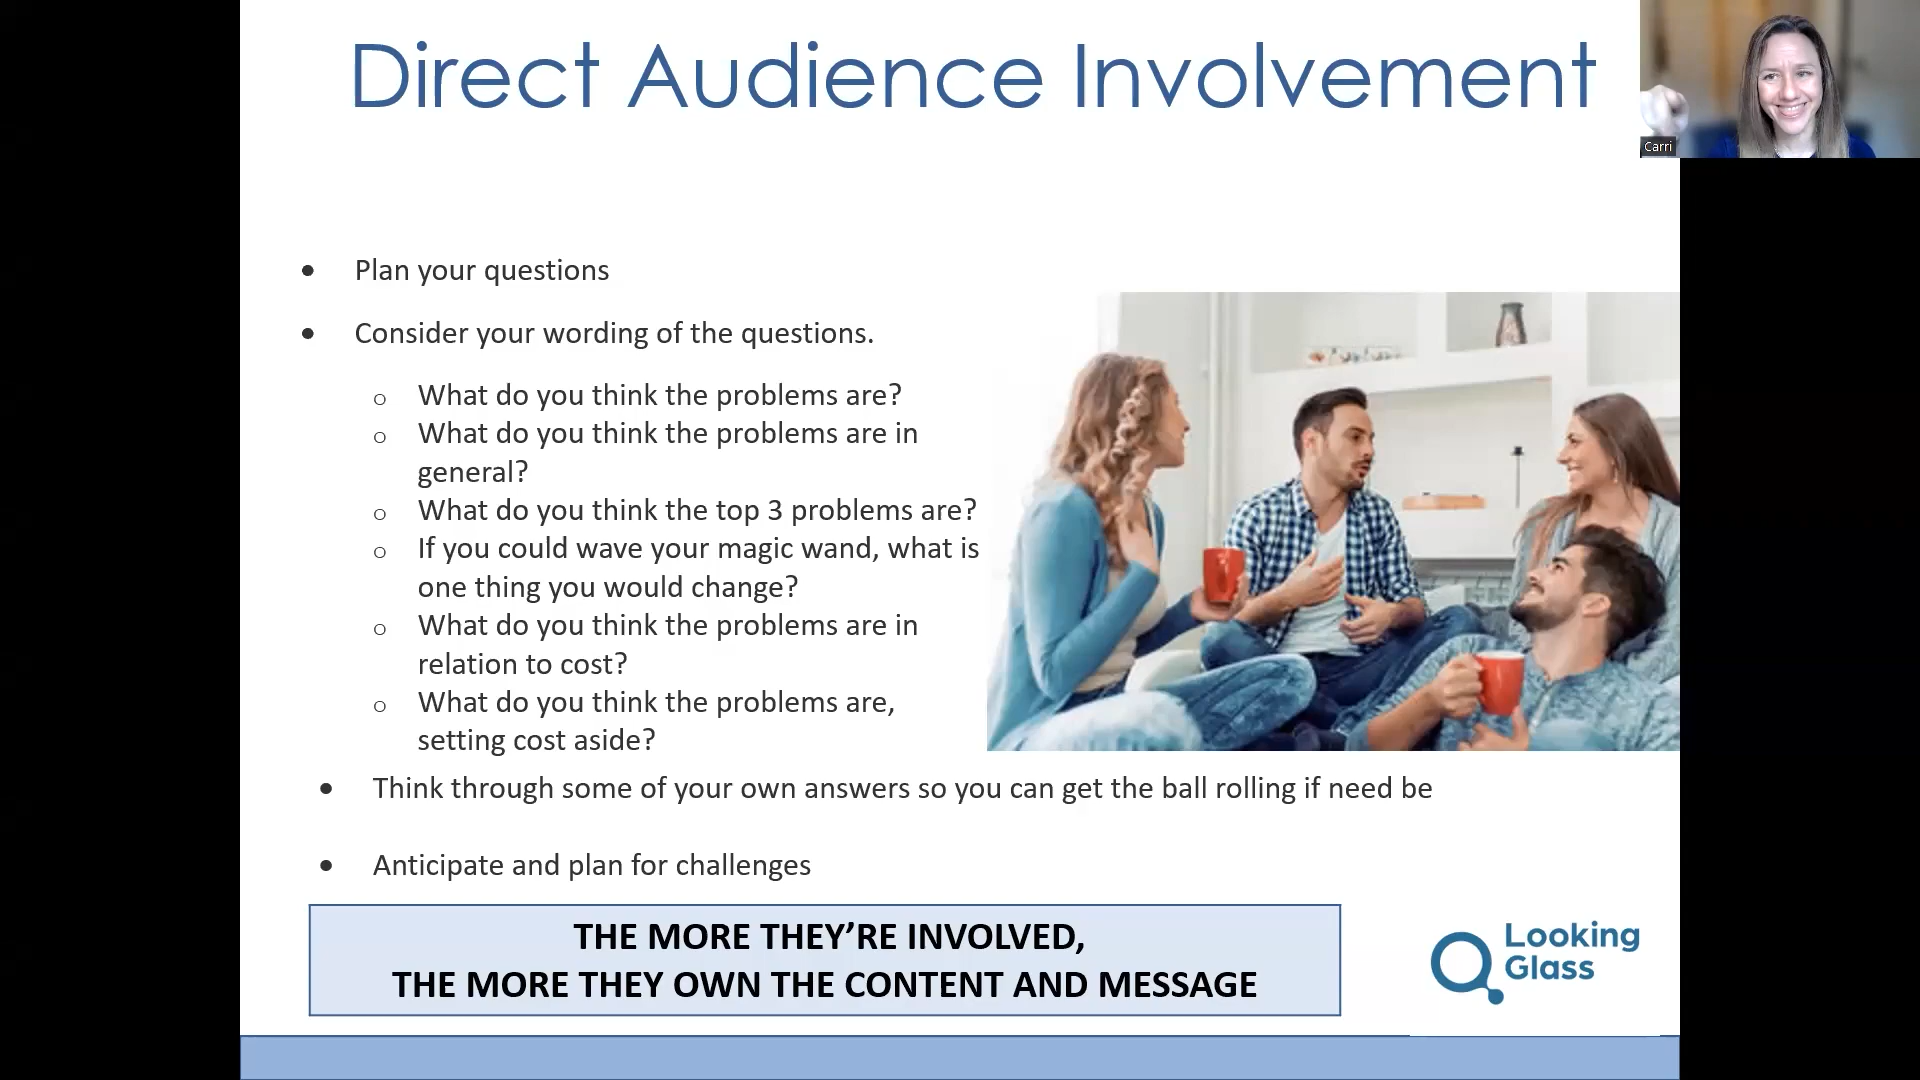 Direct Audience Involvement
Carri
• Plan your questions
• Consider your wording of the questions.
o What do you think the problems are?
o What do you think the problems are in
general?
o What do you think the top 3 problems are?
o If you could wave your magic wand, what is
one thing you would change?
o What do you think the problems are in
relation to cost?
o What do you think the problems are,
setting cost aside?
• Think through some of your own answers so you can get the ball rolling if need be
• Anticipate and plan for challenges
THE MORE THEY’RE INVOLVED,
THE MORE THEY OWN THE CONTENT AND MESSAGE
Looking
Glass